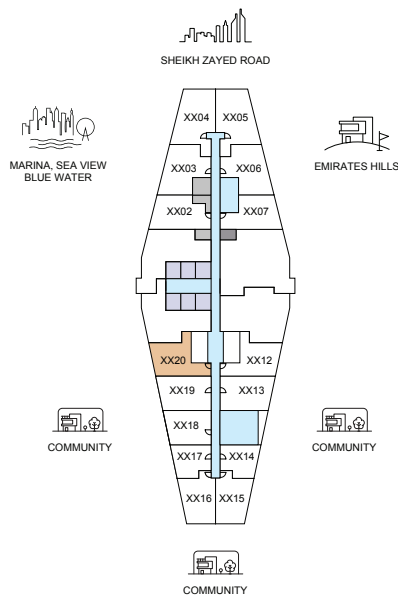 SHEIKH ZAYED ROAD
XX04
XX05
MARINA, SEA VIEW
BLUE WATER
EMIRATES HILLS
XX03
XX06
XX02
XX07
XX20
XX12
XX19
XX13
XX18
XX17
XX14
XX16
XX15
COMMUNITY
COMMUNITY
COMMUNITY